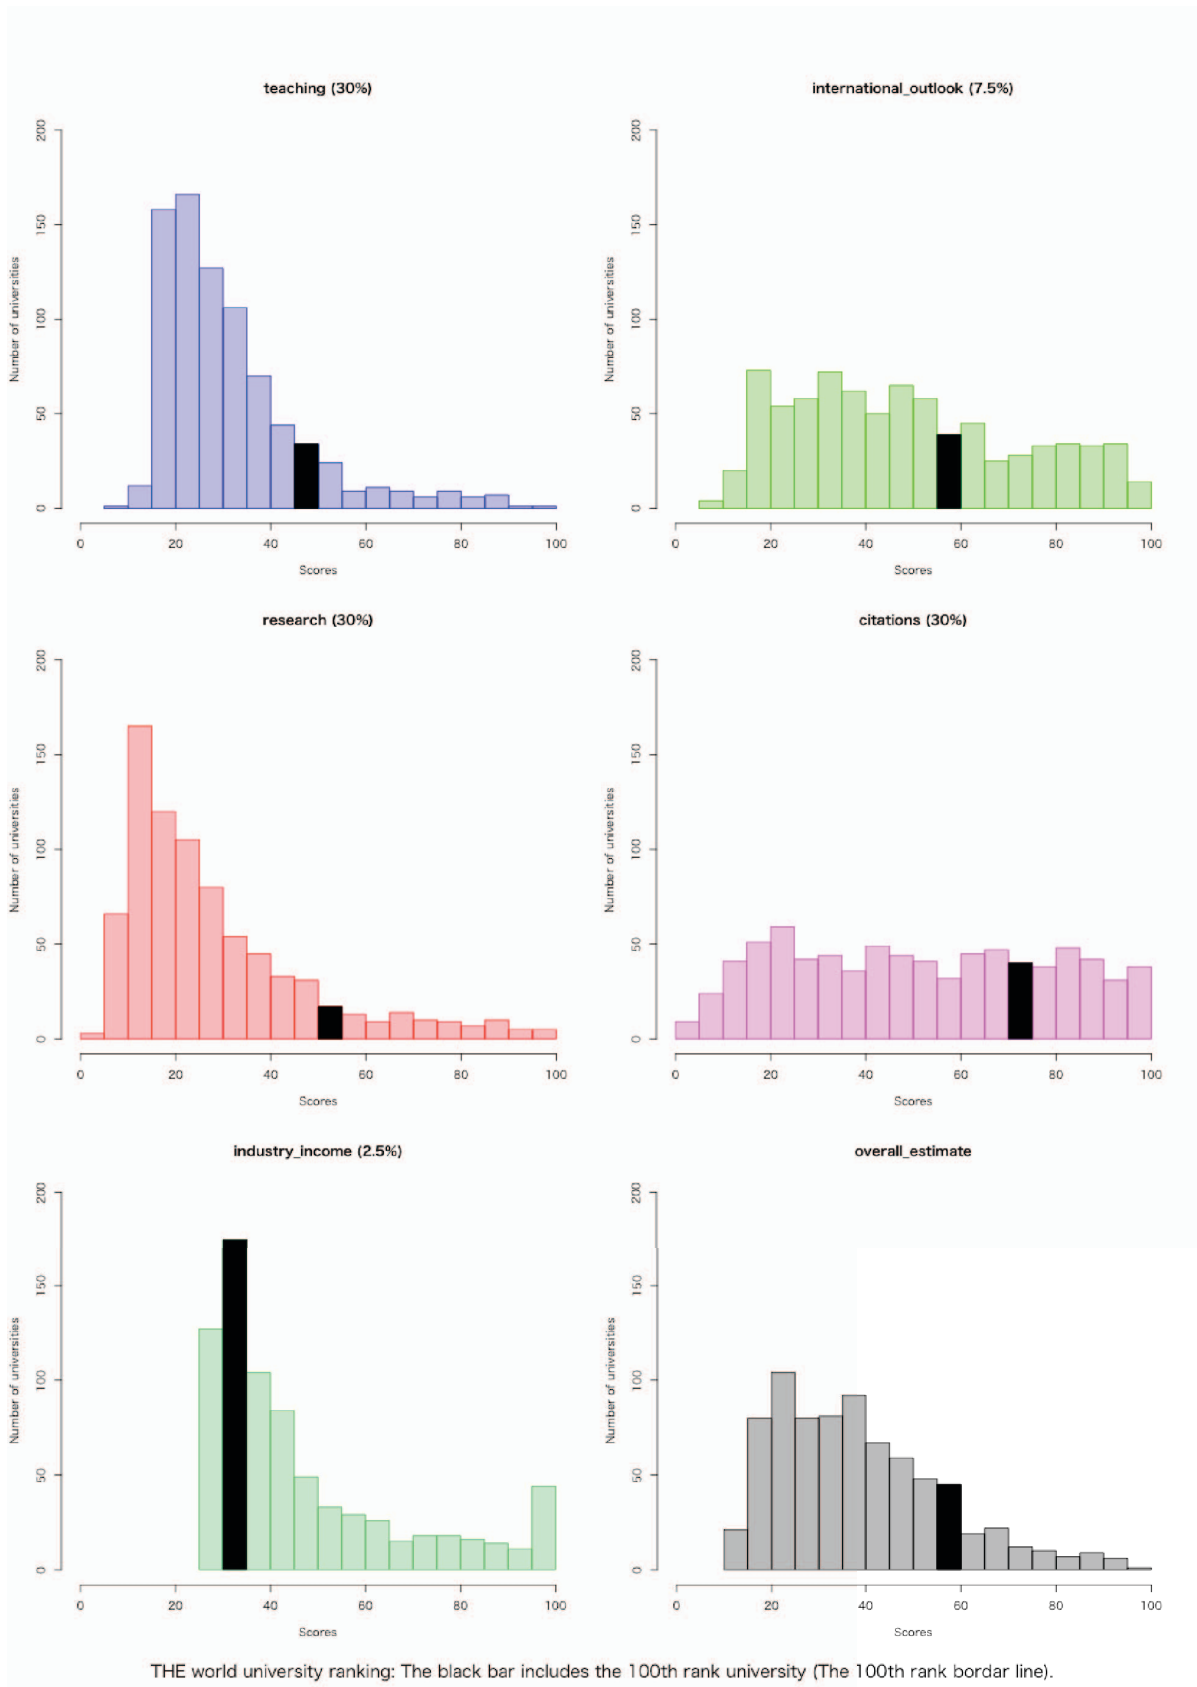 teaching (30%)
200
150
100
50
0
Number of universities
0 20 40 60 80 100
Scores
international_outlook (7.5%)
200
150
100
50
0
Number of universities
0 20 40 60 80 100
Scores
research (30%)
200
150
100
50
0
Number of universities
0 20 40 60 80 100
Scores
citations (30%)
200
150
100
50
0
Number of universities
0 20 40 60 80 100
Scores
industry_income (2.5%)
200
150
100
50
0
Number of universities
0 20 40 60 80 100
Scores
overall_estimate
200
150
100
50
0
Number of universities
0 20 40 60 80 100
Scores
THE world university ranking: The black bar includes the 100th rank university (The 100th rank bordar line).